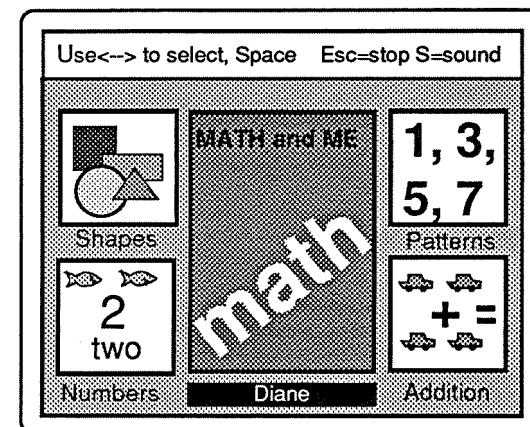 Use<--> to select, Space    Esc=stop S=sound
Shapes
2
two
Numbers
MATH and ME
math
Diane
1, 3,
5, 7
Patterns
+ =
Addition